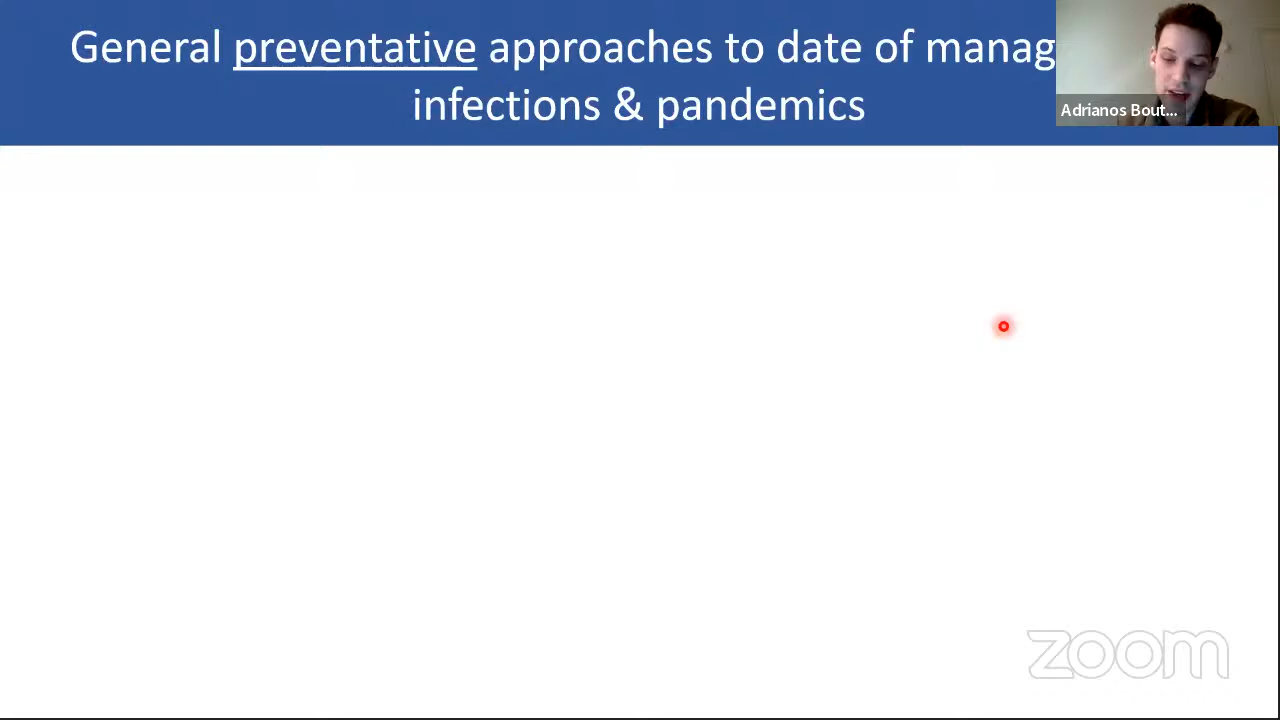 General preventative approaches to date of manag
infections & pandemics
Adrianos Bout...
zoom